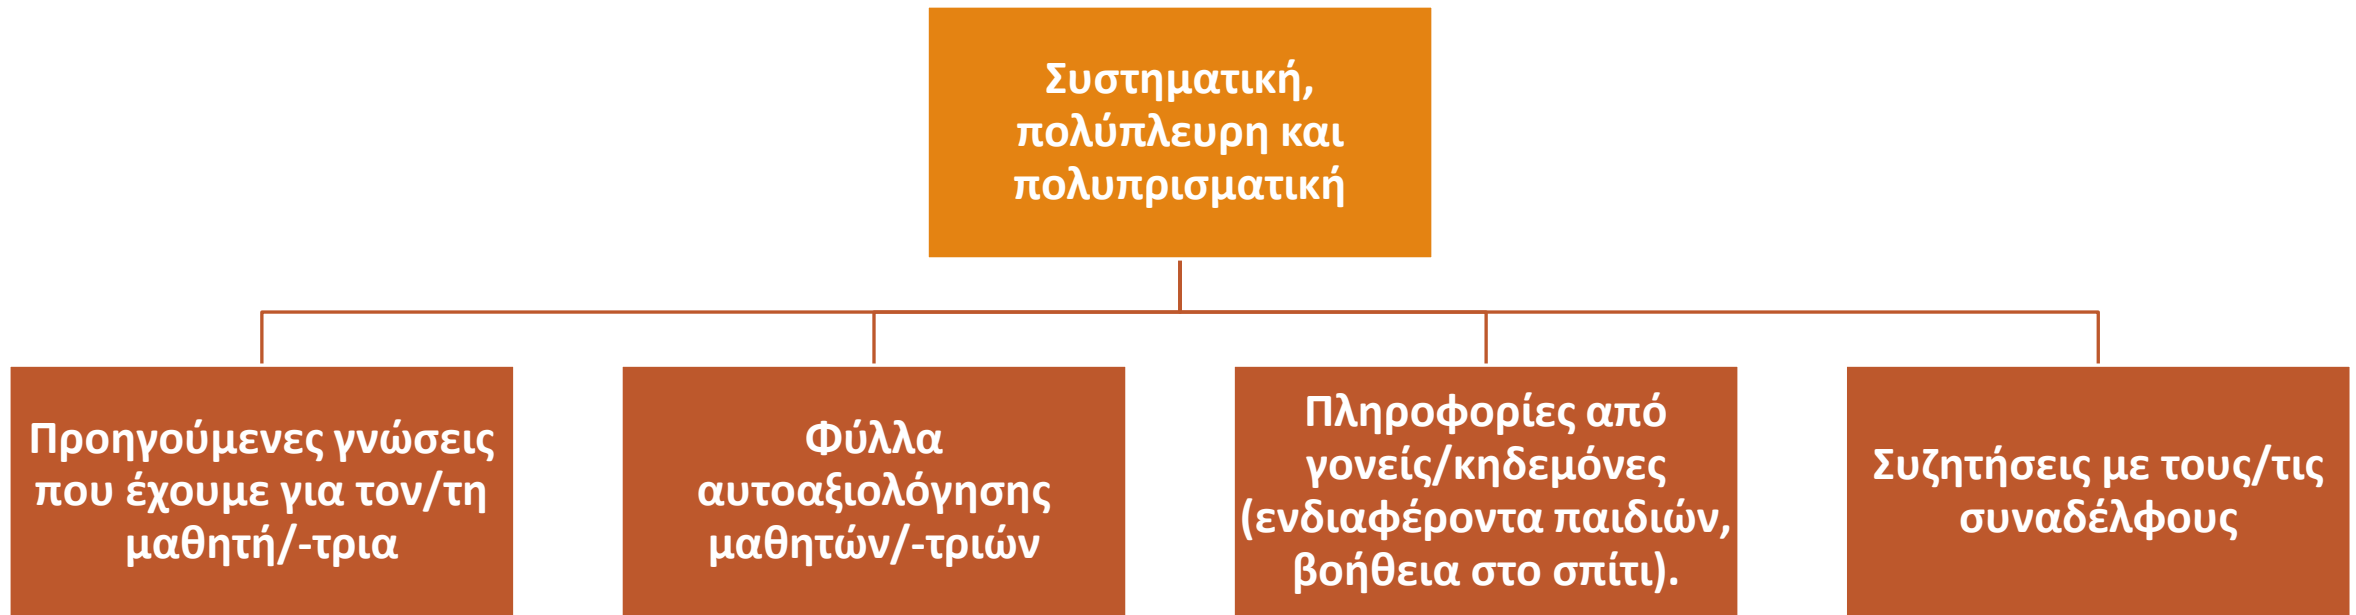 Συστηματική,
πολύπλευρη και
πολυπρισματική
Προηγούμενες γνώσεις
που έχουμε για τον/τη
μαθητή/-τρια
Φύλλα
αυτοαξιολόγησης
μαθητών/-τριών
Πληροφορίες από
γονείς/κηδεμόνες
(ενδιαφέροντα παιδιών,
βοήθεια στο σπίτι).
Συζητήσεις με τους/τις
συναδέλφους